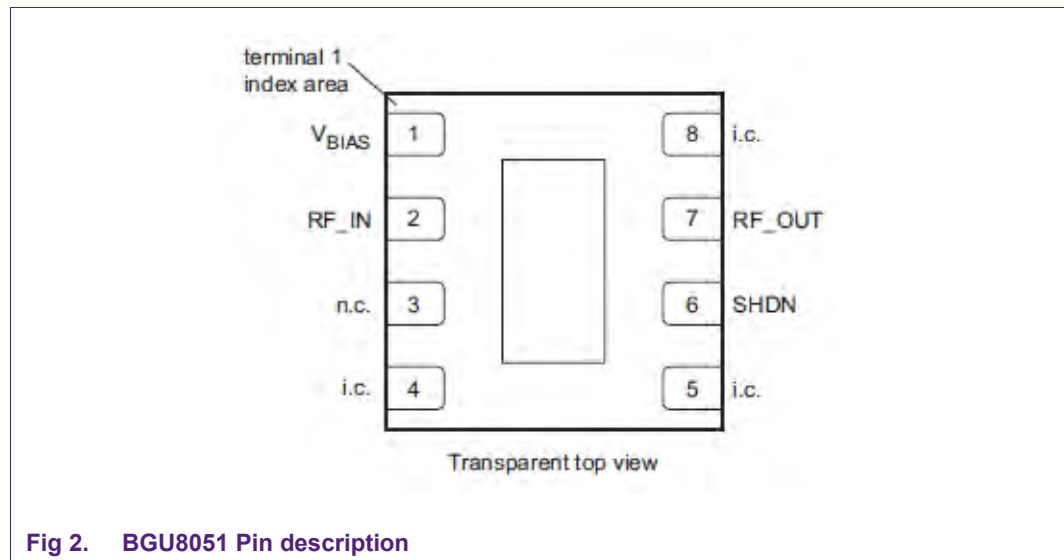 terminal 1
index area
V_BIAS 1 8 i.c.
RF_IN 2 7 RF_OUT
n.c. 3 6 SHDN
i.c. 4 5 i.c.
Transparent top view
Fig 2. BGU8051 Pin description